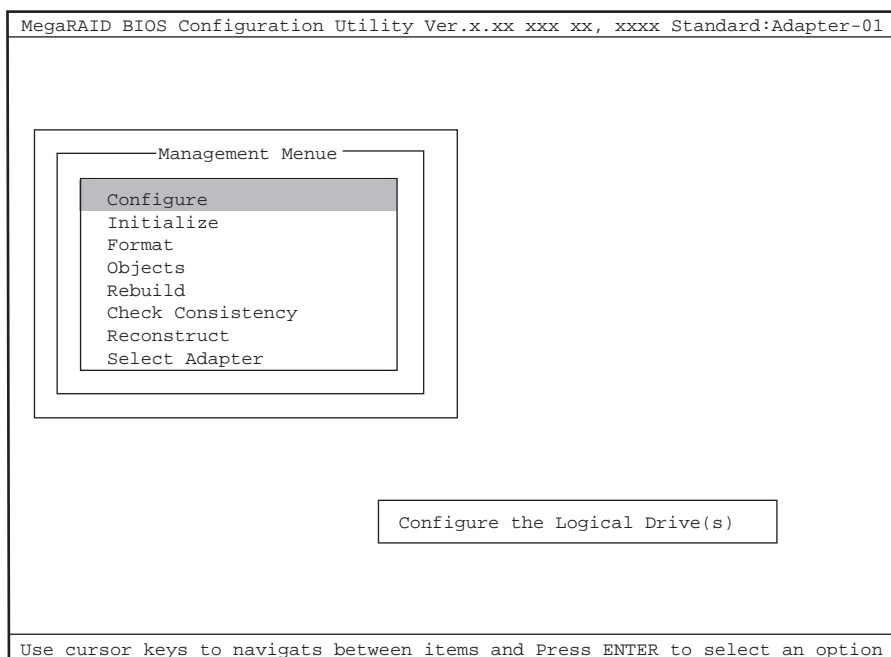 MegaRAID BIOS Configuration Utility Ver.x.xx xxx xx, xxxx Standard:Adapter-01
Management Menue
Configure
Initialize
Format
Objects
Rebuild
Check Consistency
Reconstruct
Select Adapter
Configure the Logical Drive(s)
Use cursor keys to navigats between items and Press ENTER to select an option